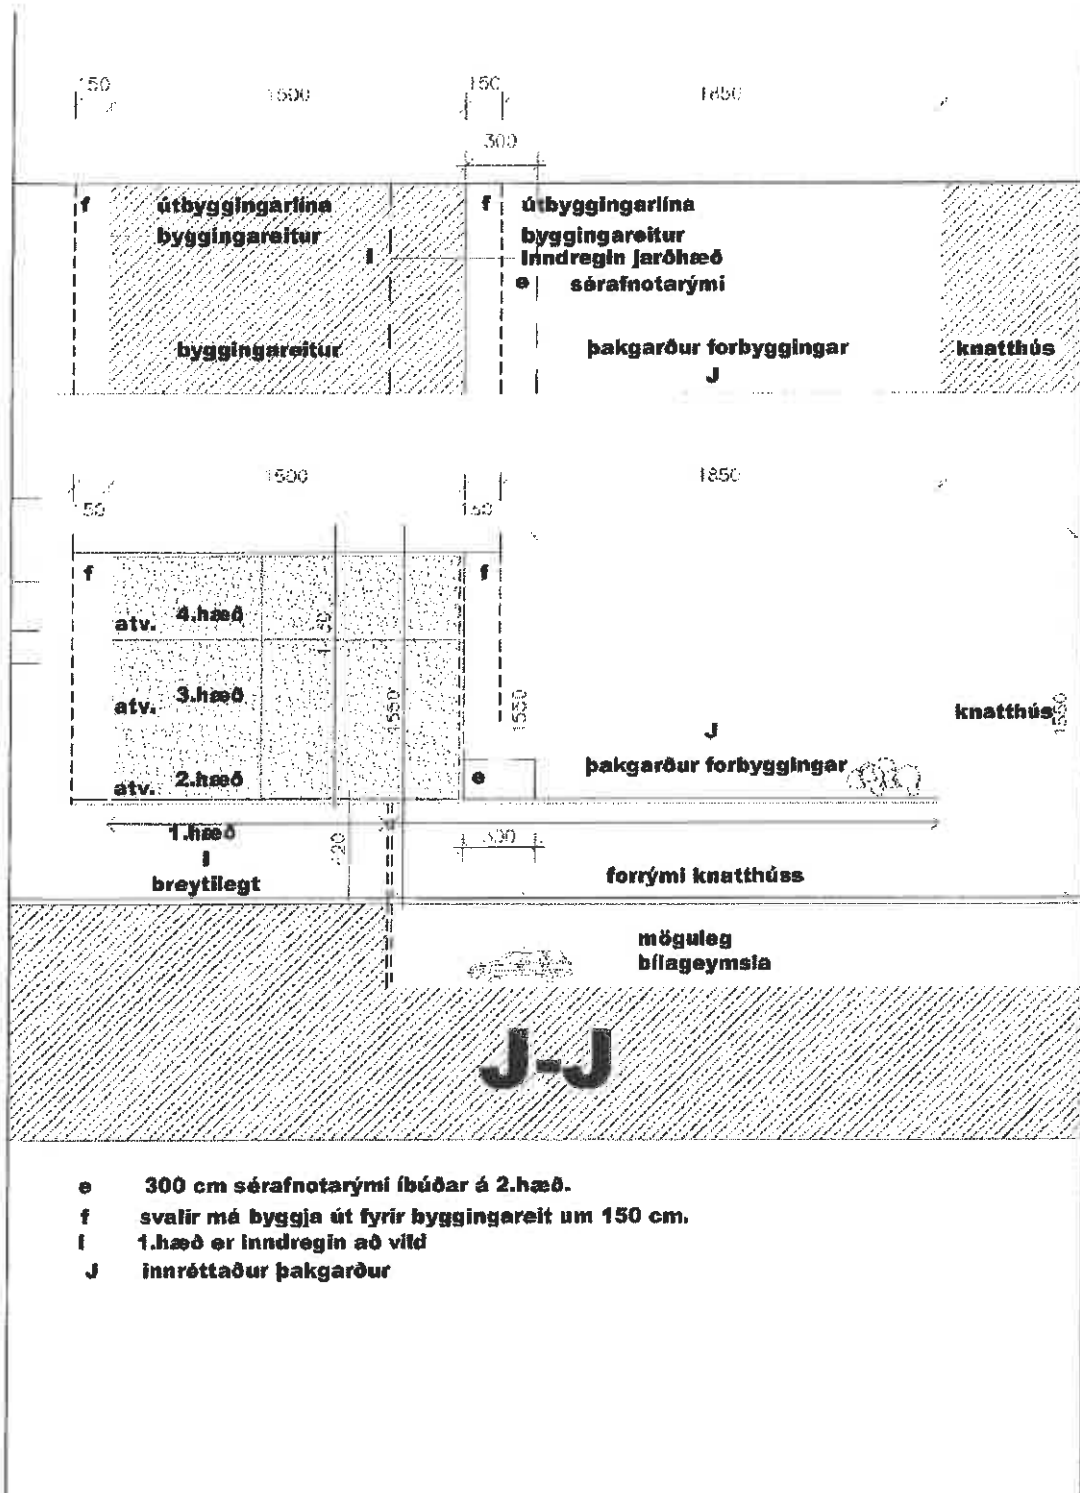 150 1500 150 1850
300
f útbyggingarlína f útbyggingarlína
byggingareitur byggingareitur
i inndregin jarðhæð
e sérafnotarými
byggingareitur þakgarður forbyggingar knatthús
J
1500 1850
150 150
f f
atv. 4.hæð
atv. 3.hæð 1550 1550 knatthús 1550
J
atv. 2.hæð e þakgarður forbyggingar
1.hæð 300
i
breytilegt forrými knatthúss
möguleg
bílageymsla
J-J
e 300 cm sérafnotarými íbúðar á 2.hæð.
f svalir má byggja út fyrir byggingareit um 150 cm.
i 1.hæð er inndregin að vild
J innréttaður þakgarður